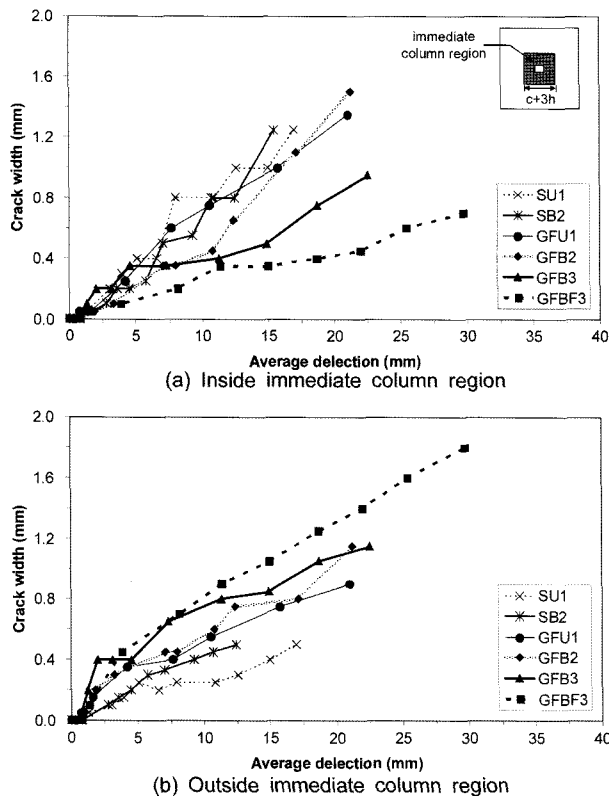 2.0
1.6
1.2
0.8
0.4
0.0
Crack width (mm)
immediate
column region
c+3h
SU1
SB2
GFU1
GFB2
GFB3
GFBF3
0 5 10 15 20 25 30 35 40
Average delection (mm)
(a) Inside immediate column region
2.0
1.6
1.2
0.8
0.4
0.0
Crack width (mm)
SU1
SB2
GFU1
GFB2
GFB3
GFBF3
0 5 10 15 20 25 30 35 40
Average delection (mm)
(b) Outside immediate column region